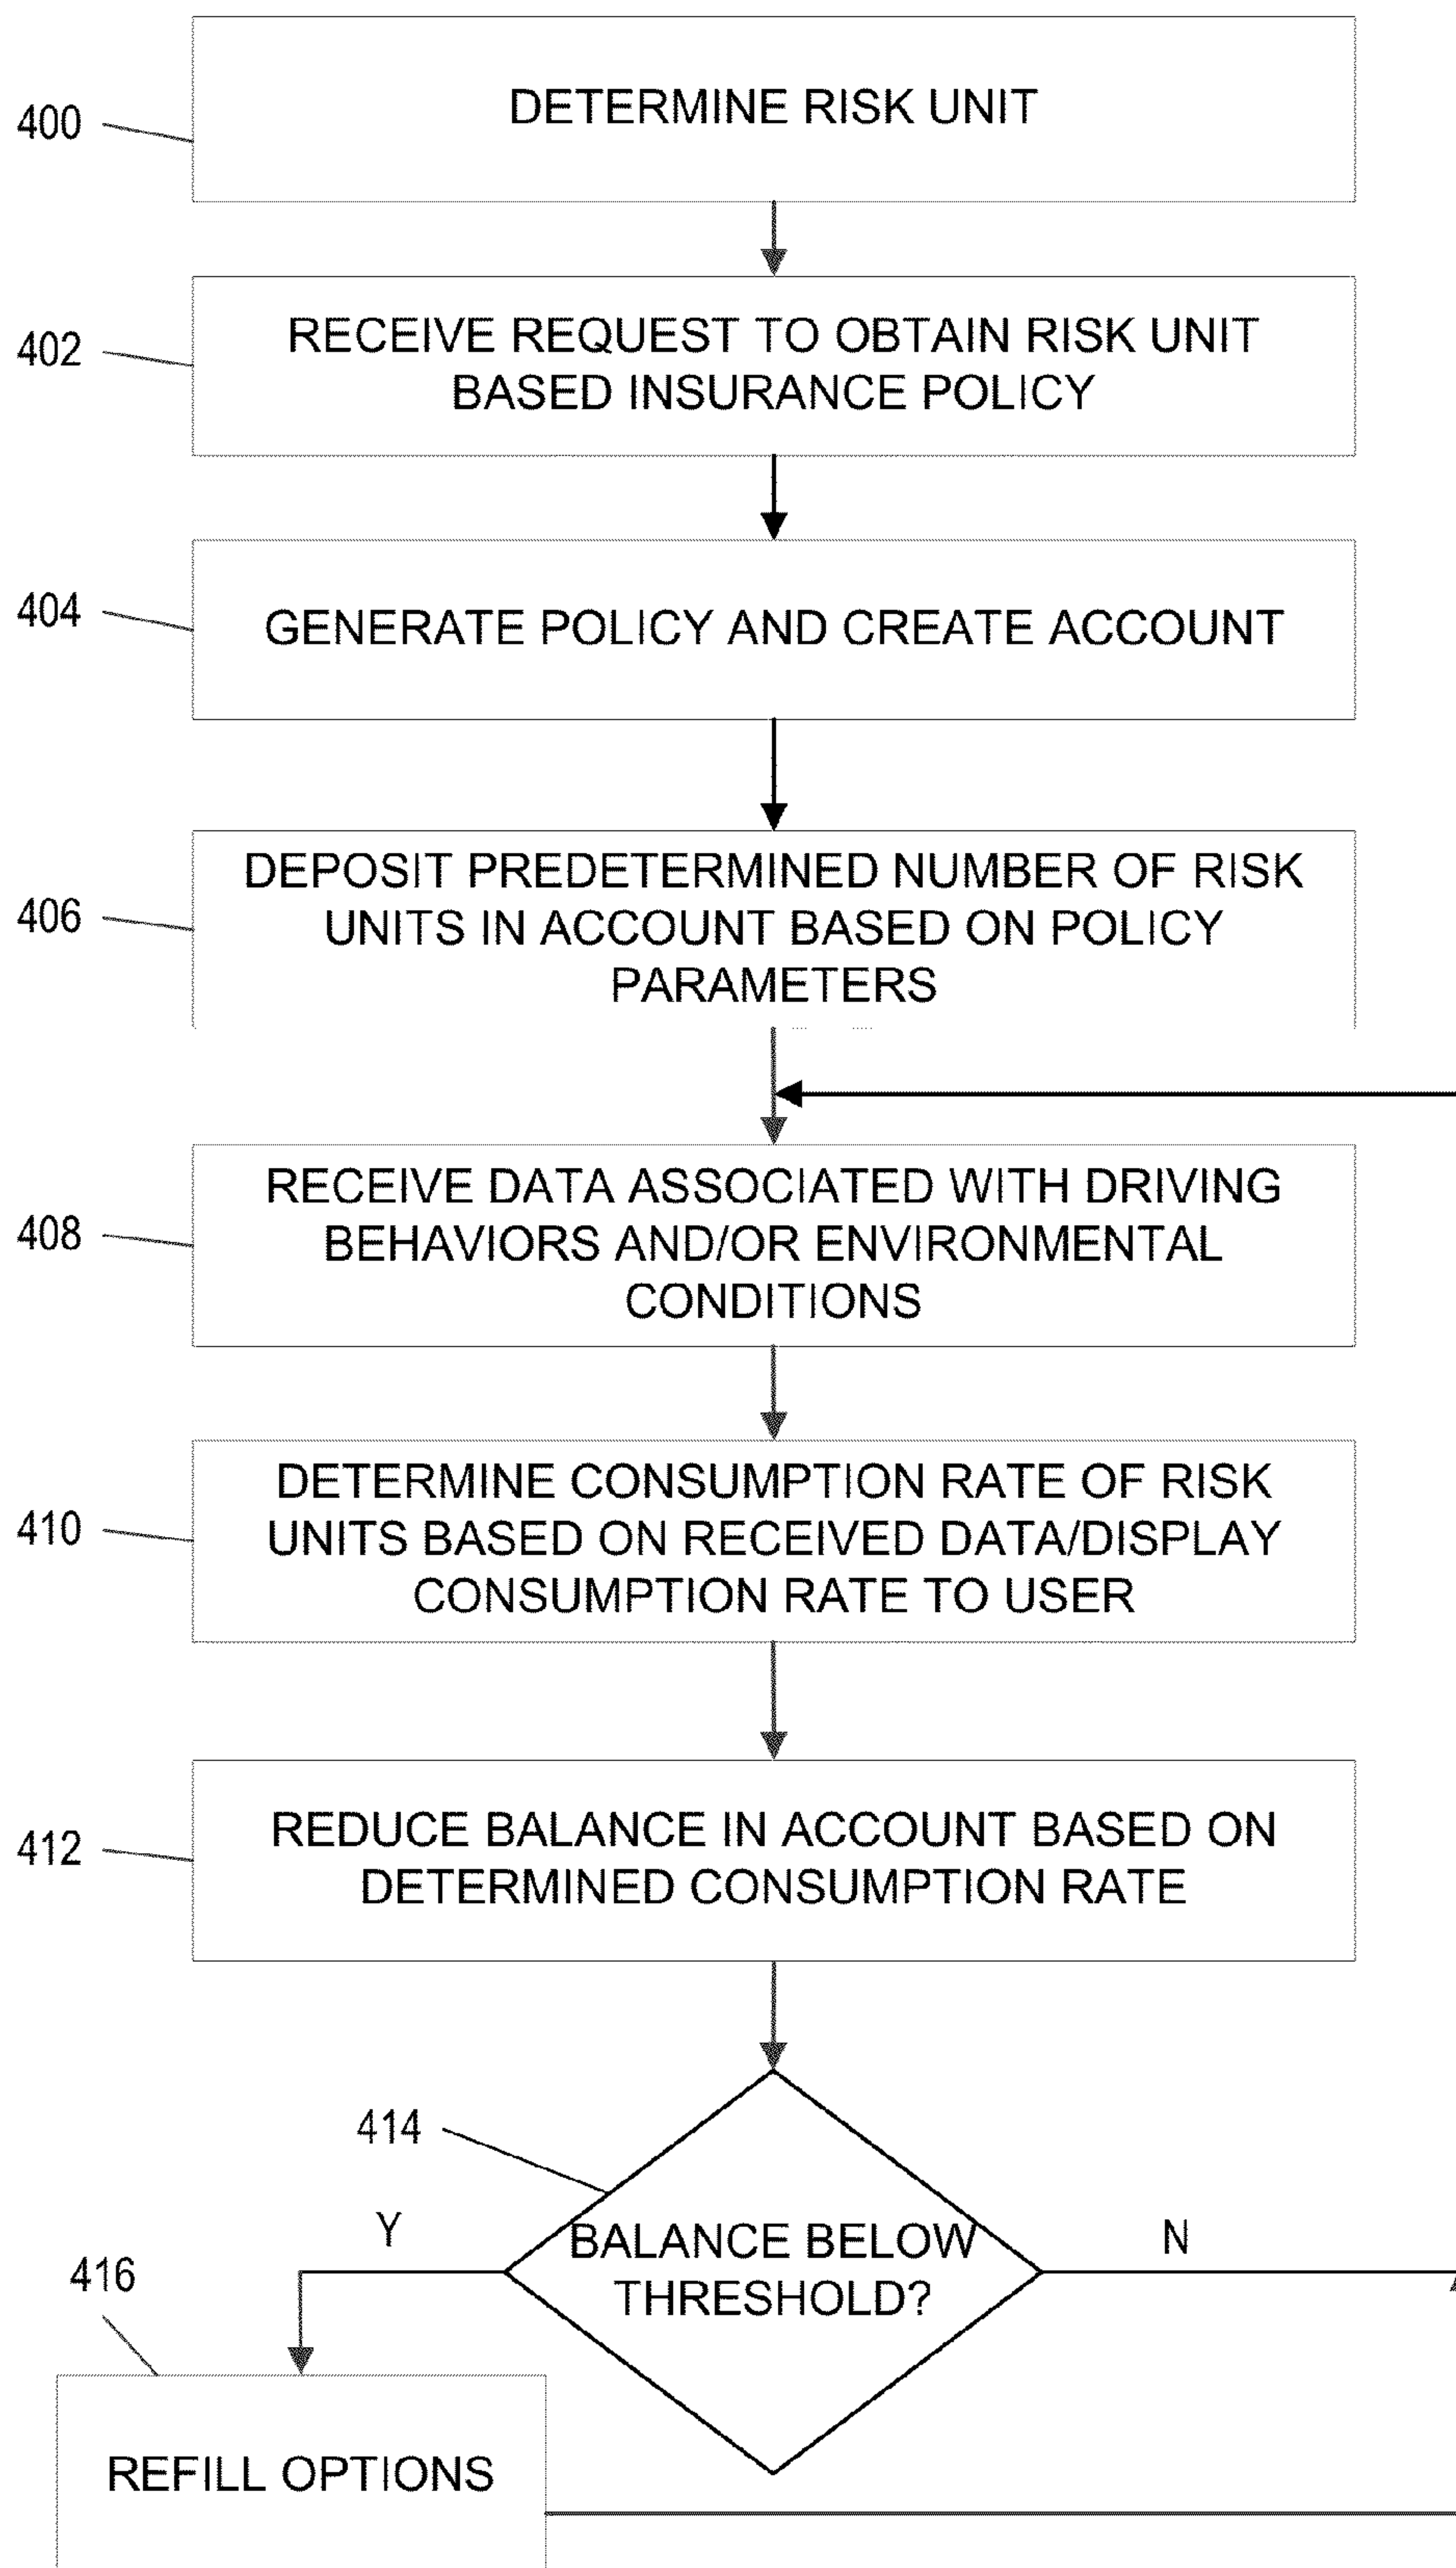 400
DETERMINE RISK UNIT
402
RECEIVE REQUEST TO OBTAIN RISK UNIT
BASED INSURANCE POLICY
404
GENERATE POLICY AND CREATE ACCOUNT
406
DEPOSIT PREDETERMINED NUMBER OF RISK
UNITS IN ACCOUNT BASED ON POLICY
PARAMETERS
408
RECEIVE DATA ASSOCIATED WITH DRIVING
BEHAVIORS AND/OR ENVIRONMENTAL
CONDITIONS
410
DETERMINE CONSUMPTION RATE OF RISK
UNITS BASED ON RECEIVED DATA/DISPLAY
CONSUMPTION RATE TO USER
412
REDUCE BALANCE IN ACCOUNT BASED ON
DETERMINED CONSUMPTION RATE
414
Y
BALANCE BELOW
THRESHOLD?
N
416
REFILL OPTIONS